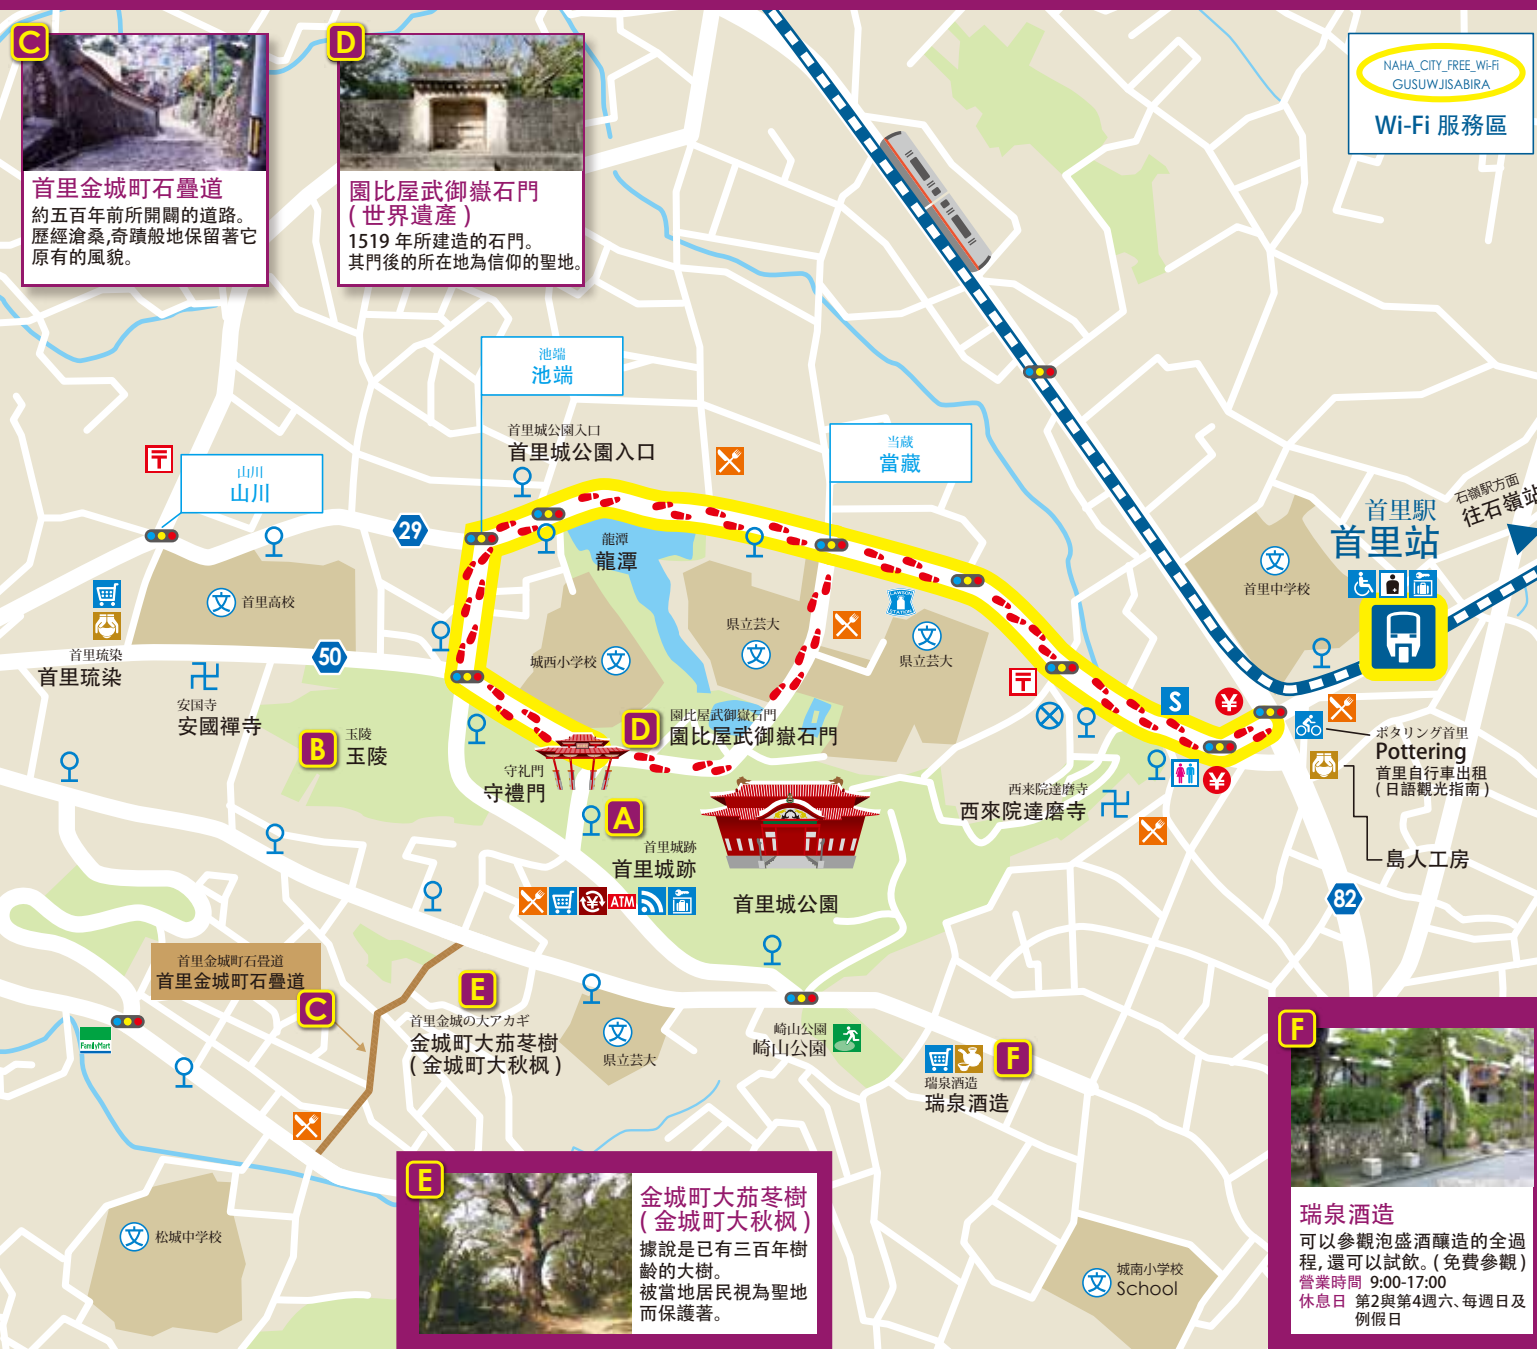 C
首里金城町石疊道
約五百年前所開闢的道路。
歷經滄桑,奇蹟般地保留著它
原有的風貌。
D
園比屋武御嶽石門
( 世界遺產 )
1519 年所建造的石門。
其門後的所在地為信仰的聖地。
NAHA_CITY_FREE_Wi-Fi
GUSUWJISABIRA
Wi-Fi 服務區
池端
池端
首里城公園入口
首里城公園入口
当蔵
當藏
山川
山川
29
龍潭
龍潭
首里駅
首里站
石嶺駅方面
往石嶺站
文
首里中学校
文
首里高校
首里琉染
首里琉染
50
安国寺
安國禪寺
城西小学校
文
県立芸大
文
LAWSON
STATION
文
県立芸大
B
玉陵
玉陵
D
園比屋武御嶽石門
園比屋武御嶽石門
守礼門
守禮門
A
首里城跡
首里城跡
ATM
首里城公園
S
¥
¥
西来院達磨寺
西來院達磨寺
ポタリング首里
Pottering
首里自行車出租
( 日語觀光指南 )
島人工房
82
首里金城町石畳道
首里金城町石疊道
C
FamilyMart
E
首里金城の大アカギ
金城町大茄苳樹
( 金城町大秋枫 )
文
県立芸大
崎山公園
崎山公園
F
瑞泉酒造
瑞泉酒造
文
松城中学校
E
金城町大茄苳樹
( 金城町大秋枫 )
據說是已有三百年樹
齡的大樹。
被當地居民視為聖地
而保護著。
文
城南小学校
School
F
瑞泉酒造
可以參觀泡盛酒釀造的全過
程, 還可以試飲。( 免費參觀 )
營業時間 9:00-17:00
休息日 第2與第4週六、每週日及
例假日